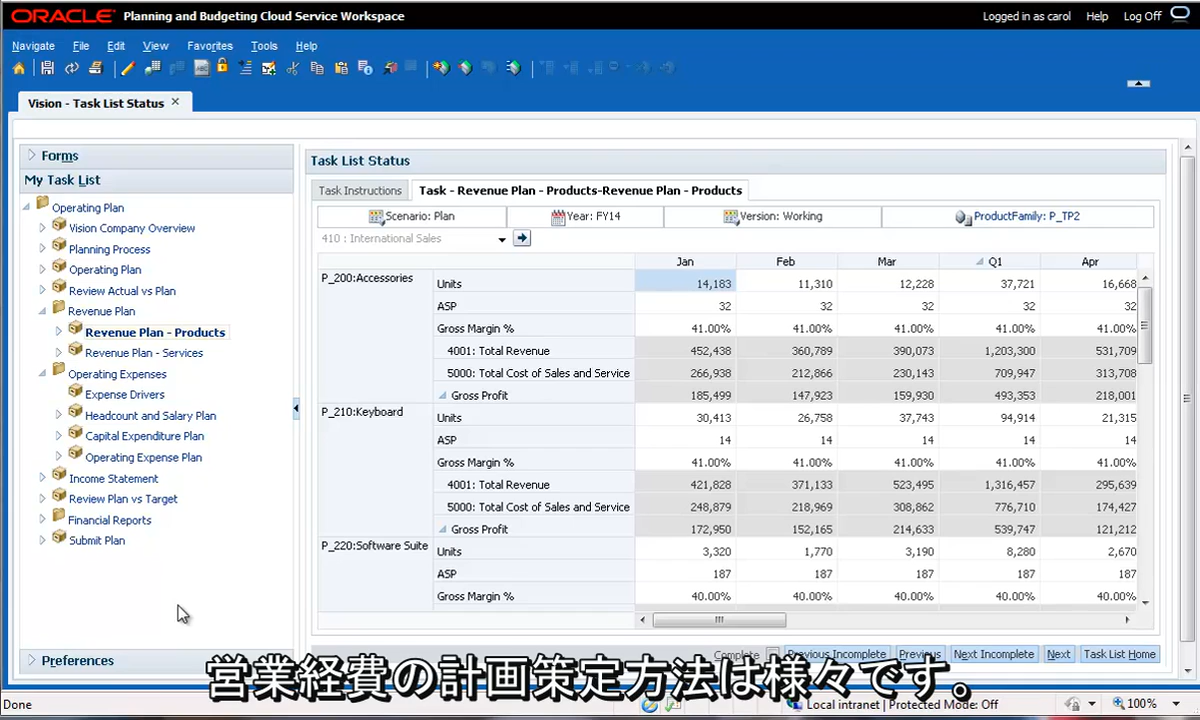 ORACLE Planning and Budgeting Cloud Service Workspace Logged in as carol Help Log Off
Navigate File Edit View Favorites Tools Help
Vision - Task List Status ×
Forms
My Task List
Operating Plan
Vision Company Overview
Planning Process
Operating Plan
Review Actual vs Plan
Revenue Plan
Revenue Plan - Products
Revenue Plan - Services
Operating Expenses
Expense Drivers
Headcount and Salary Plan
Capital Expenditure Plan
Operating Expense Plan
Income Statement
Review Plan vs Target
Financial Reports
Submit Plan
Preferences
Task List Status
Task Instructions Task - Revenue Plan - Products-Revenue Plan - Products
Scenario: Plan Year: FY14 Version: Working ProductFamily: P_TP2
410 : International Sales
Jan Feb Mar Q1 Apr
P_200:Accessories Units 14,183 11,310 12,228 37,721 16,668
ASP 32 32 32 32 32
Gross Margin % 41.00% 41.00% 41.00% 41.00% 41.00%
4001: Total Revenue 452,438 360,789 390,073 1,203,300 531,709
5000: Total Cost of Sales and Service 266,938 212,866 230,143 709,947 313,708
Gross Profit 185,499 147,923 159,930 493,353 218,001
P_210:Keyboard Units 30,413 26,758 37,743 94,914 21,315
ASP 14 14 14 14 14
Gross Margin % 41.00% 41.00% 41.00% 41.00% 41.00%
4001: Total Revenue 421,828 371,133 523,495 1,316,457 295,639
5000: Total Cost of Sales and Service 248,879 218,969 308,862 776,710 174,427
Gross Profit 172,950 152,165 214,633 539,747 121,212
P_220:Software Suite Units 3,320 1,770 3,190 8,280 2,670
ASP 187 187 187 187 187
Gross Margin % 40.00% 40.00% 40.00% 40.00% 40.00%
Complete Previous Incomplete Previous Next Incomplete Next Task List Home
営業経費の計画策定方法は様々です。
Done Local intranet | Protected Mode: Off 100%